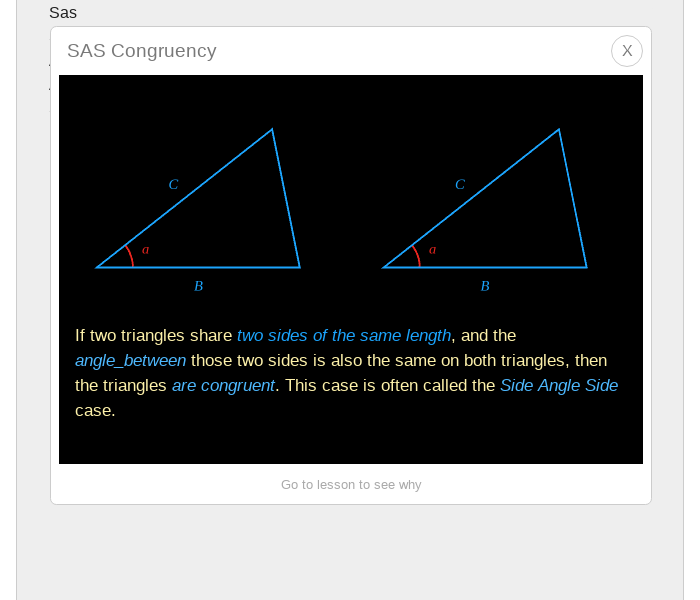 Sas
SAS Congruency
X
C
a
B
C
a
B
If two triangles share two sides of the same length, and the
angle_between those two sides is also the same on both triangles, then
the triangles are congruent. This case is often called the Side Angle Side
case.
Go to lesson to see why